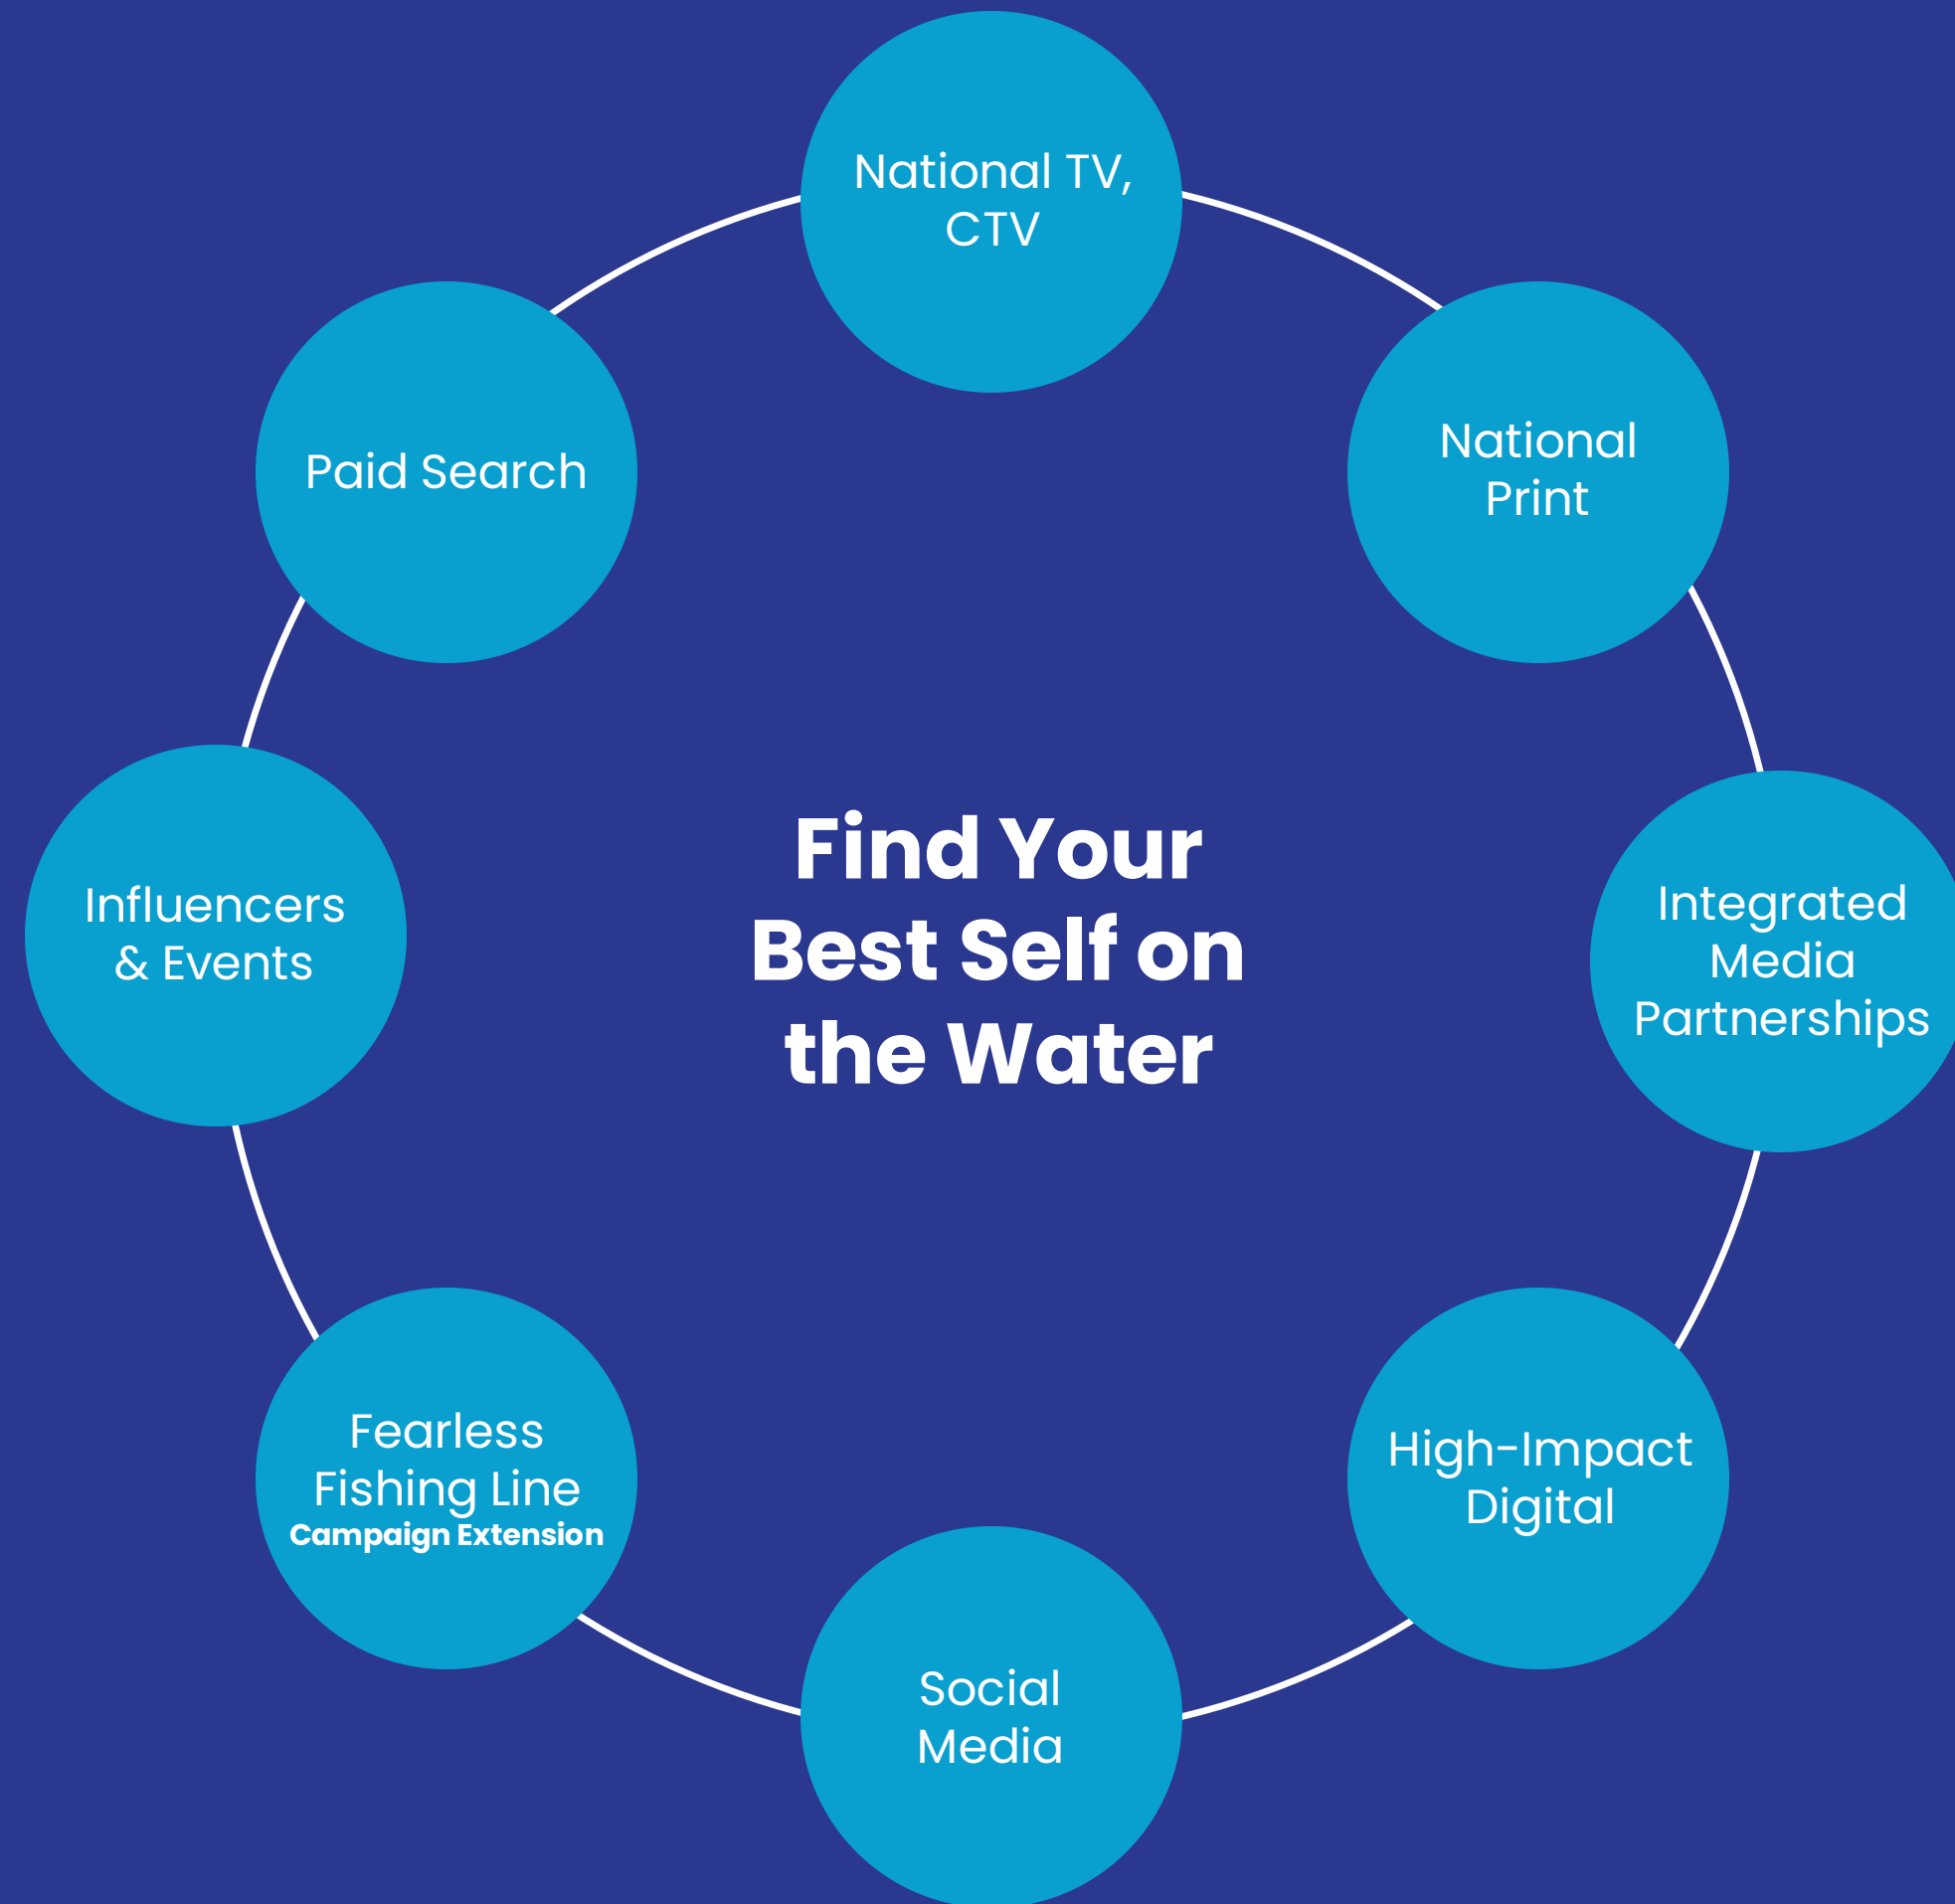 National TV,
CTV
National
Print
Integrated
Media
Partnerships
High-Impact
Digital
Social
Media
Fearless
Fishing Line
Campaign Extension
Influencers
& Events
Paid Search
Find Your
Best Self on
the Water